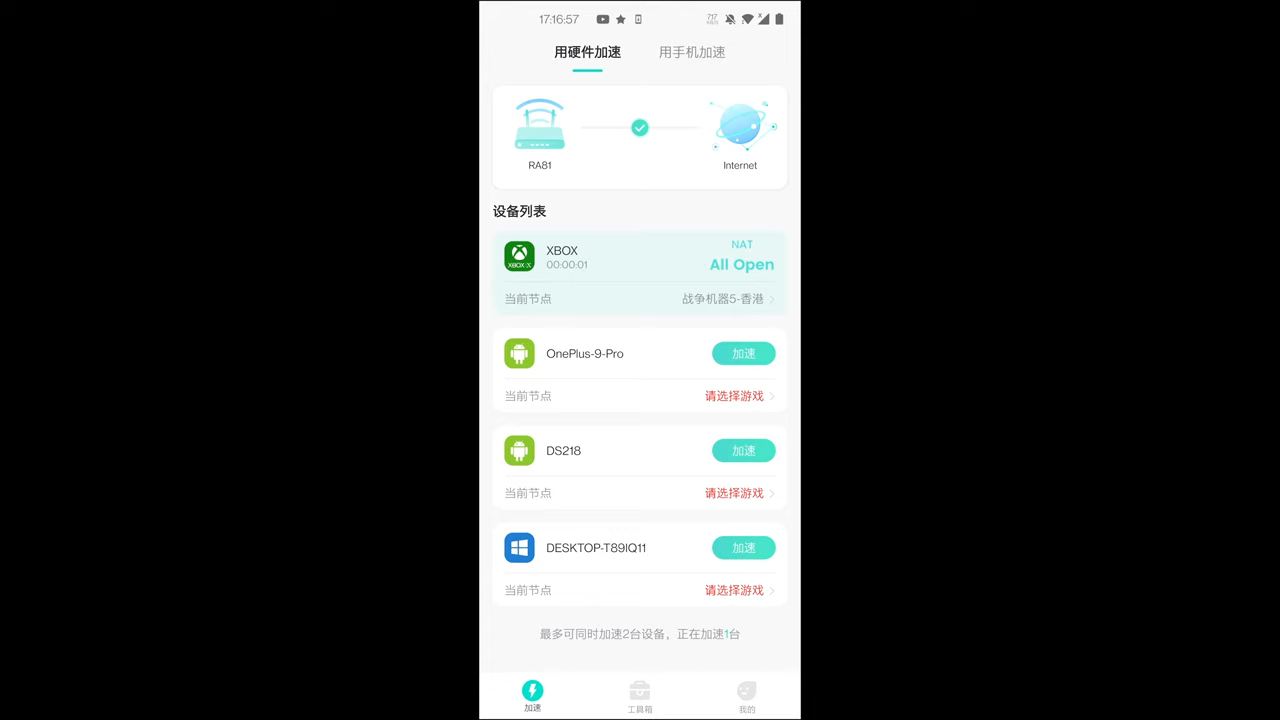 17:16:57
717
用硬件加速 用手机加速
RA81 Internet
设备列表
XBOX
00:00:01
NAT
All Open
XBOX
当前节点 战争机器5-香港
OnePlus-9-Pro 加速
当前节点 请选择游戏
DS218 加速
当前节点 请选择游戏
DESKTOP-T89IQ11 加速
当前节点 请选择游戏
最多可同时加速2台设备，正在加速1台
加速 工具箱 我的